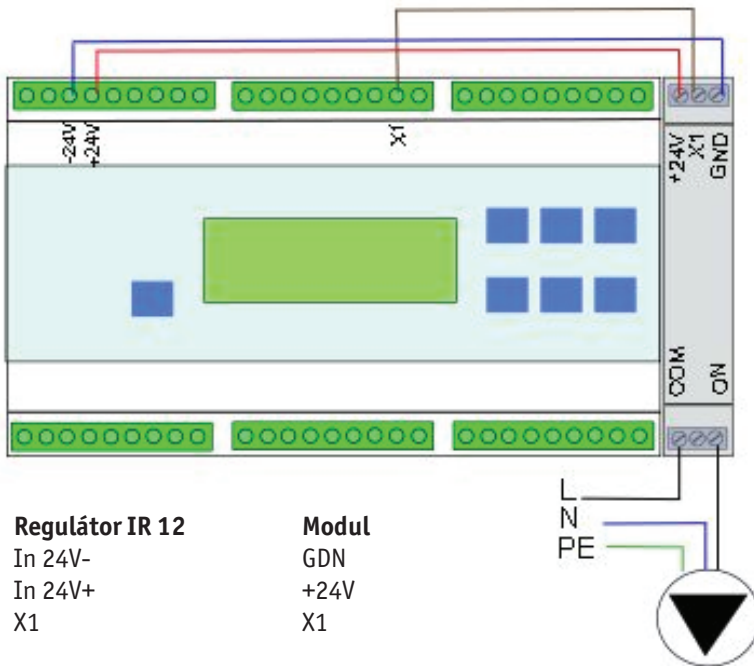 -24V
+24V
X1
+24V
X1
GND
COM
ON
L
N
PE
Regulátor IR 12 Modul
In 24V- GDN
In 24V+ +24V
X1 X1